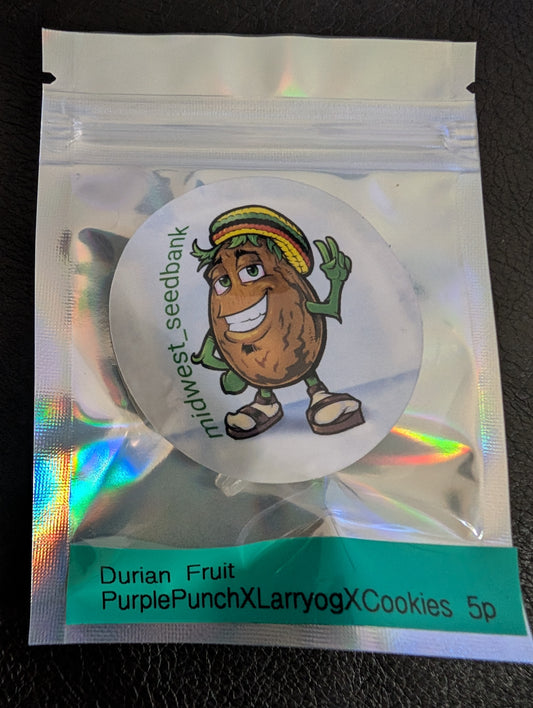 midwest_seedbank
Durian Fruit
PurplePunchXLarryogXCookies 5p